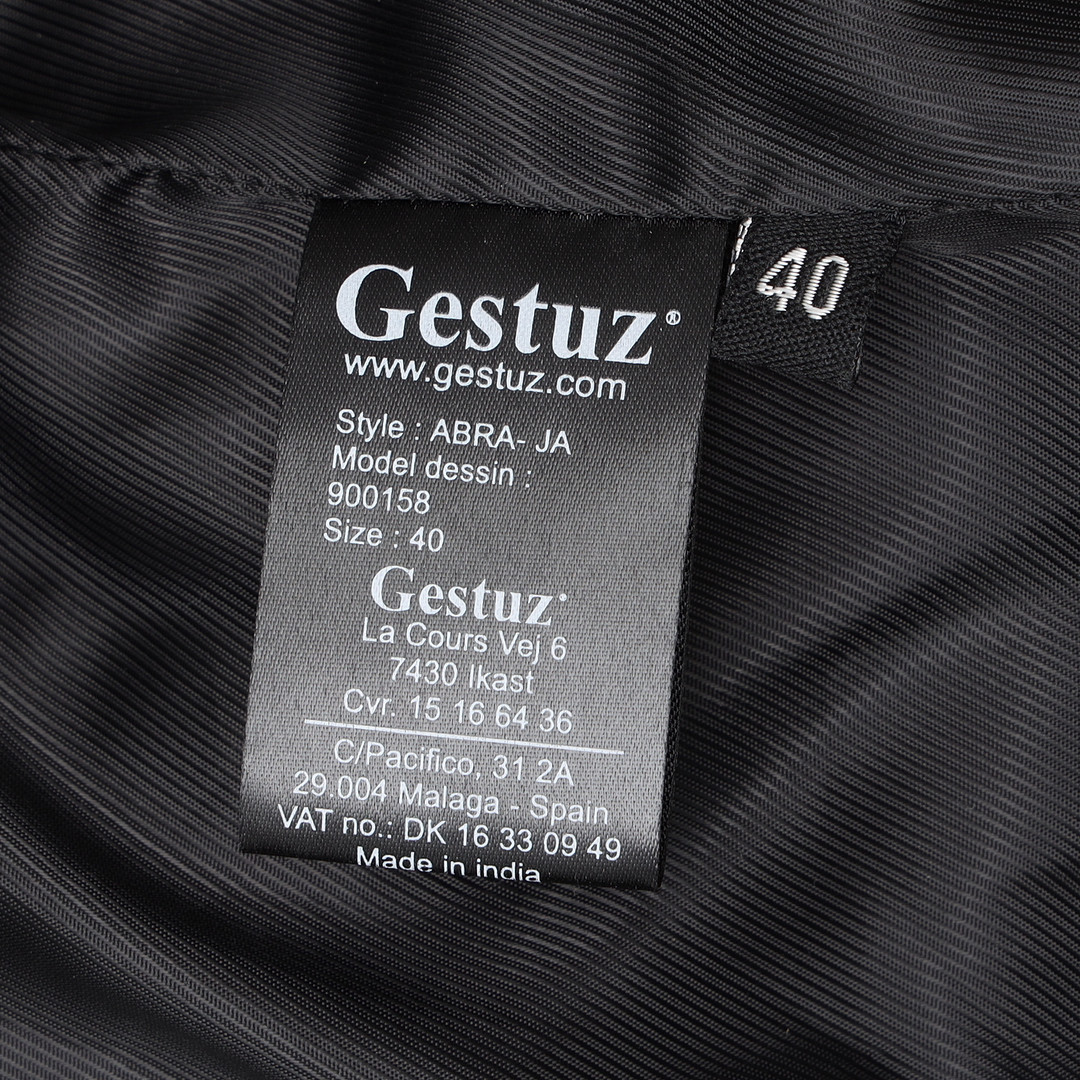 Gestuz®
www.gestuz.com
Style : ABRA- JA
Model dessin :
900158
Size : 40
Gestuz
La Cours Vej 6
7430 Ikast
Cvr. 15 16 64 36
C/Pacifico, 31 2A
29.004 Malaga - Spain
VAT no.: DK 16 33 09 49
Made in india
40